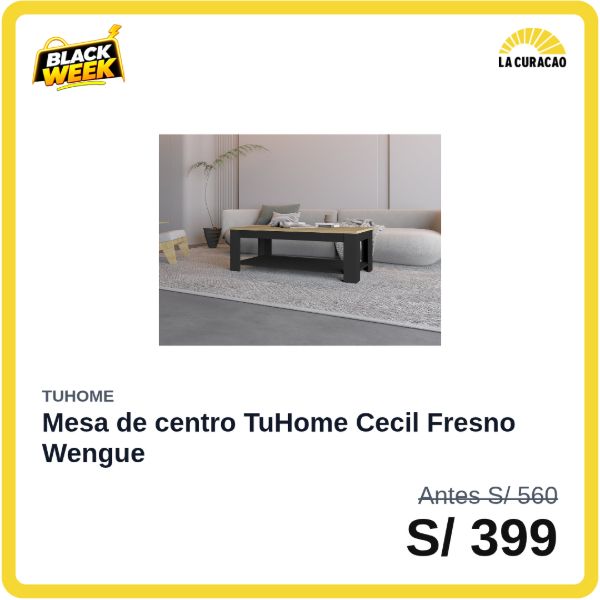 BLACK
WEEK
LA CURACAO
TUHOME
Mesa de centro TuHome Cecil Fresno
Wengue
Antes S/ 560
S/ 399